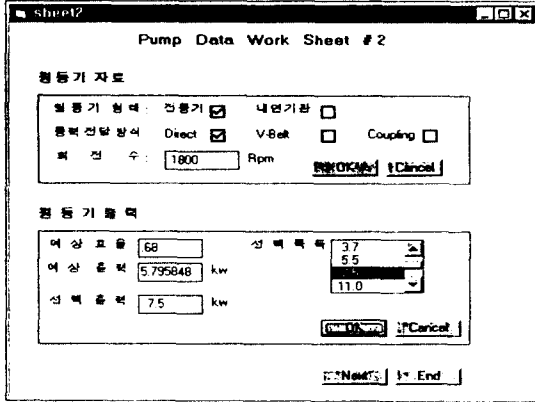 sheet2
Pump Data Work Sheet #2
원동기 자료
원동기 형태: 전동기 내연기관
동력전달 방식 Direct V-Belt Coupling
회 전 수: 1800 Rpm OK Cancel
원동기출력
예상 효율 .68 선택 목록 3.7
5.5
예상 출력 5.795848 kw
11.0
선택 출력 7.5 kw
OK Cancel
Next End